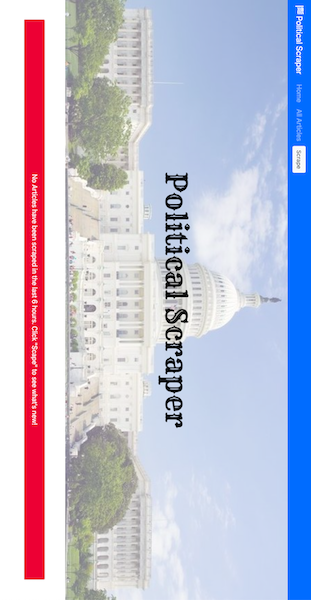 Political Scraper
Home
All Articles
Scrape
Political Scraper
No Articles have been scraped in the last 6 hours. Click "Scape" to see what's new!